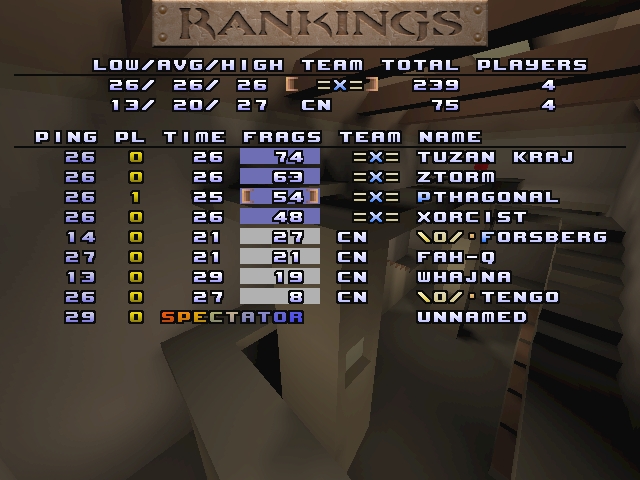 RANKINGS
LOW/AVG/HIGH TEAM TOTAL PLAYERS
26/ 26/ 26 [ =X=] 239 4
13/ 20/ 27 CN 75 4
PING PL TIME FRAGS TEAM NAME
26 0 26 74 =X= TUZAN KRAJ
26 0 26 63 =X= ZTORM
26 1 25 [ 54 ] =X= PTHAGONAL
26 0 26 48 =X= XORCIST
14 0 21 27 CN \O/·FORSBERG
27 0 21 21 CN FAH-Q
13 0 29 19 CN WHAJNA
26 0 27 8 CN \O/·TENGO
29 0 SPECTATOR UNNAMED